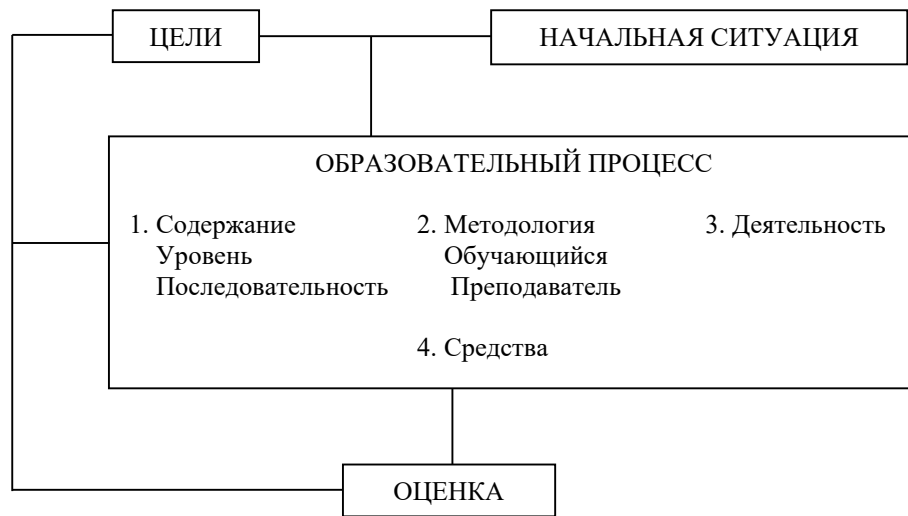 ЦЕЛИ
НАЧАЛЬНАЯ СИТУАЦИЯ
ОБРАЗОВАТЕЛЬНЫЙ ПРОЦЕСС
1. Содержание 2. Методология 3. Деятельность
Уровень Обучающийся
Последовательность Преподаватель
4. Средства
ОЦЕНКА